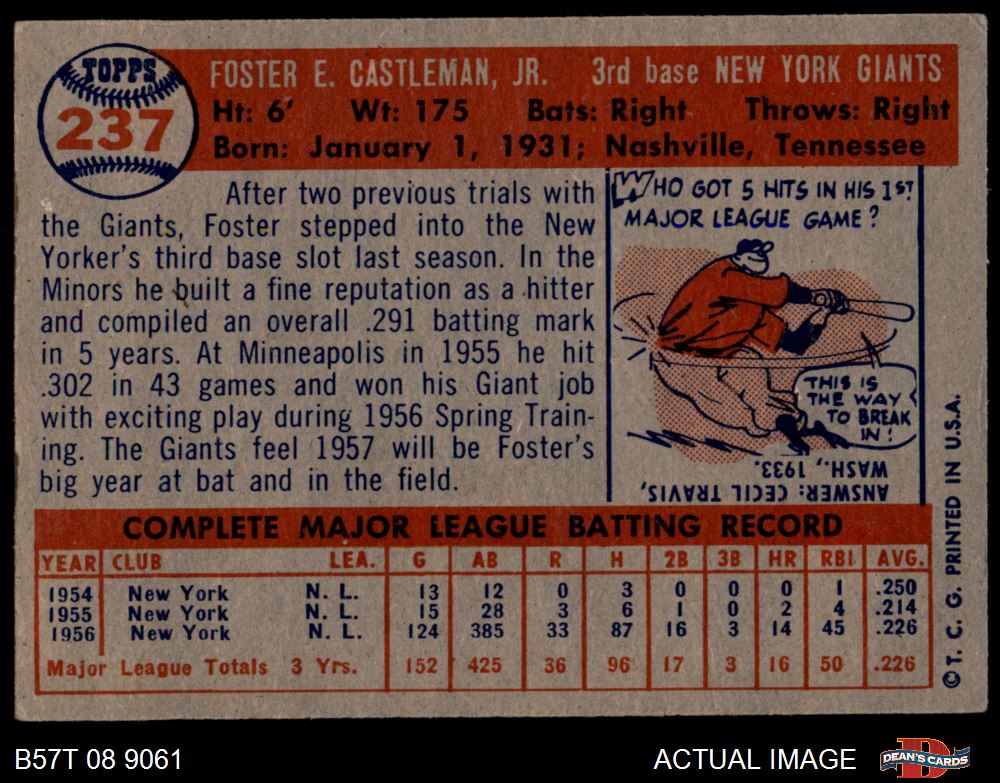 TOPPS
237
FOSTER E. CASTLEMAN, JR. 3rd base NEW YORK GIANTS
Ht: 6' Wt: 175 Bats: Right Throws: Right
Born: January 1, 1931; Nashville, Tennessee
After two previous trials with
the Giants, Foster stepped into the New
Yorker's third base slot last season. In the
Minors he built a fine reputation as a hitter
and compiled an overall .291 batting mark
in 5 years. At Minneapolis in 1955 he hit
.302 in 43 games and won his Giant job
with exciting play during 1956 Spring Train-
ing. The Giants feel 1957 will be Foster's
big year at bat and in the field.
WHO GOT 5 HITS IN HIS 1ST
MAJOR LEAGUE GAME?
THIS IS
THE WAY
TO BREAK
IN!
ANSWER: CECIL TRAVIS,
WASH., 1933.
COMPLETE MAJOR LEAGUE BATTING RECORD
YEAR CLUB LEA. G AB R H 2B 3B HR RBI AVG.
1954 New York N. L. 13 12 0 3 0 0 0 1 .250
1955 New York N. L. 15 28 3 6 1 0 2 4 .214
1956 New York N. L. 124 385 33 87 16 3 14 45 .226
Major League Totals 3 Yrs. 152 425 36 96 17 3 16 50 .226
©T. C. G. PRINTED IN U.S.A.
B57T 08 9061
ACTUAL IMAGE
DEAN'S CARDS